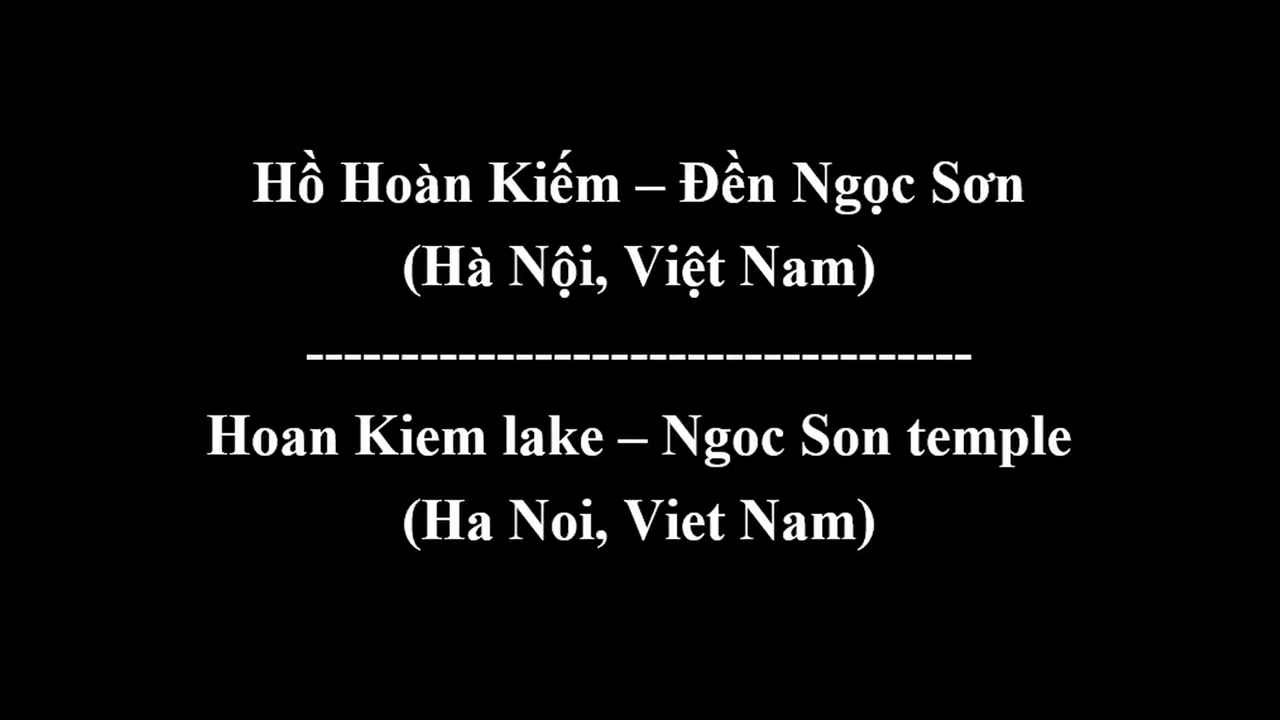 Hồ Hoàn Kiếm – Đền Ngọc Sơn
(Hà Nội, Việt Nam)
-----------------------------------
Hoan Kiem lake – Ngoc Son temple
(Ha Noi, Viet Nam)